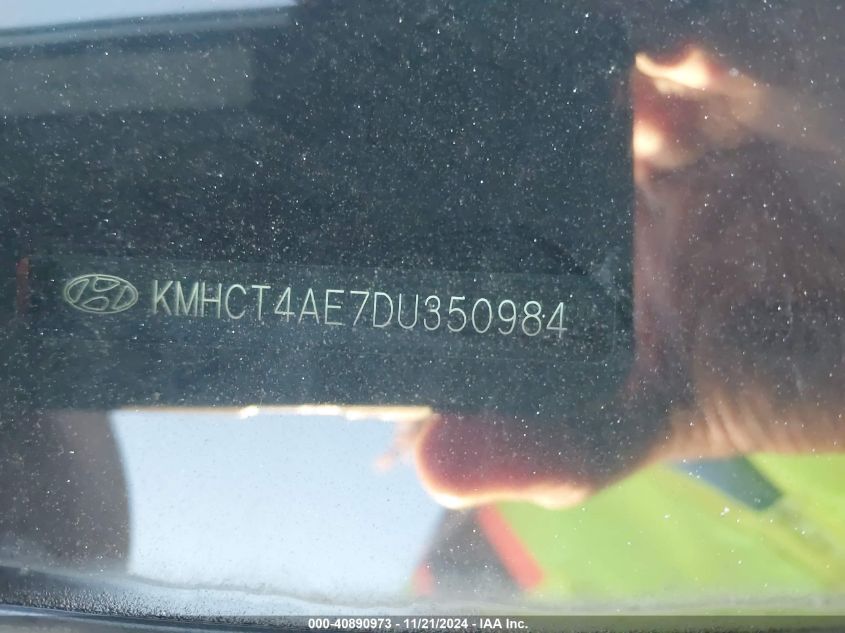 KMHCT4AE7DU350984
000-40890973 - 11/21/2024 - IAA Inc.